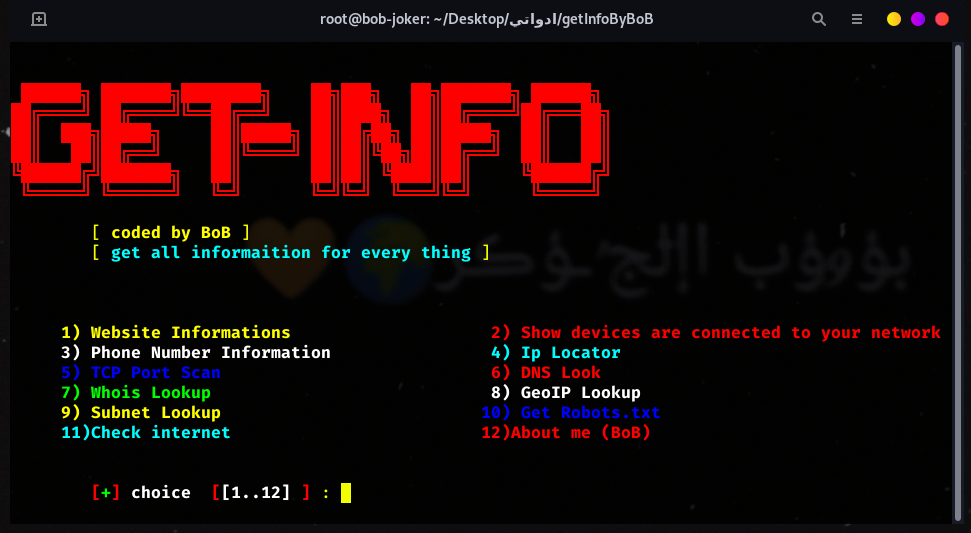 root@bob-joker: ~/Desktop/ادواتي/getInfoByBoB
GET-INFO
[ coded by BoB ]
[ get all informaition for every thing ]
1) Website Informations 2) Show devices are connected to your network
3) Phone Number Information 4) Ip Locator
5) TCP Port Scan 6) DNS Look
7) Whois Lookup 8) GeoIP Lookup
9) Subnet Lookup 10) Get Robots.txt
11)Check internet 12)About me (BoB)
[+] choice [[1..12] ] :